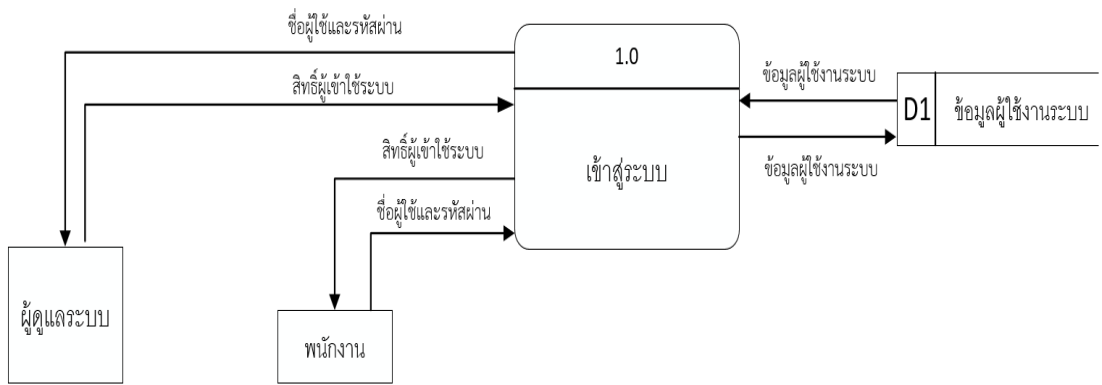 ชื่อผู้ใช้และรหัสผ่าน
1.0
สิทธิ์ผู้เข้าใช้ระบบ
ข้อมูลผู้ใช้งานระบบ
D1
ข้อมูลผู้ใช้งานระบบ
สิทธิ์ผู้เข้าใช้ระบบ
เข้าสู่ระบบ
ข้อมูลผู้ใช้งานระบบ
ชื่อผู้ใช้และรหัสผ่าน
ผู้ดูแลระบบ
พนักงาน